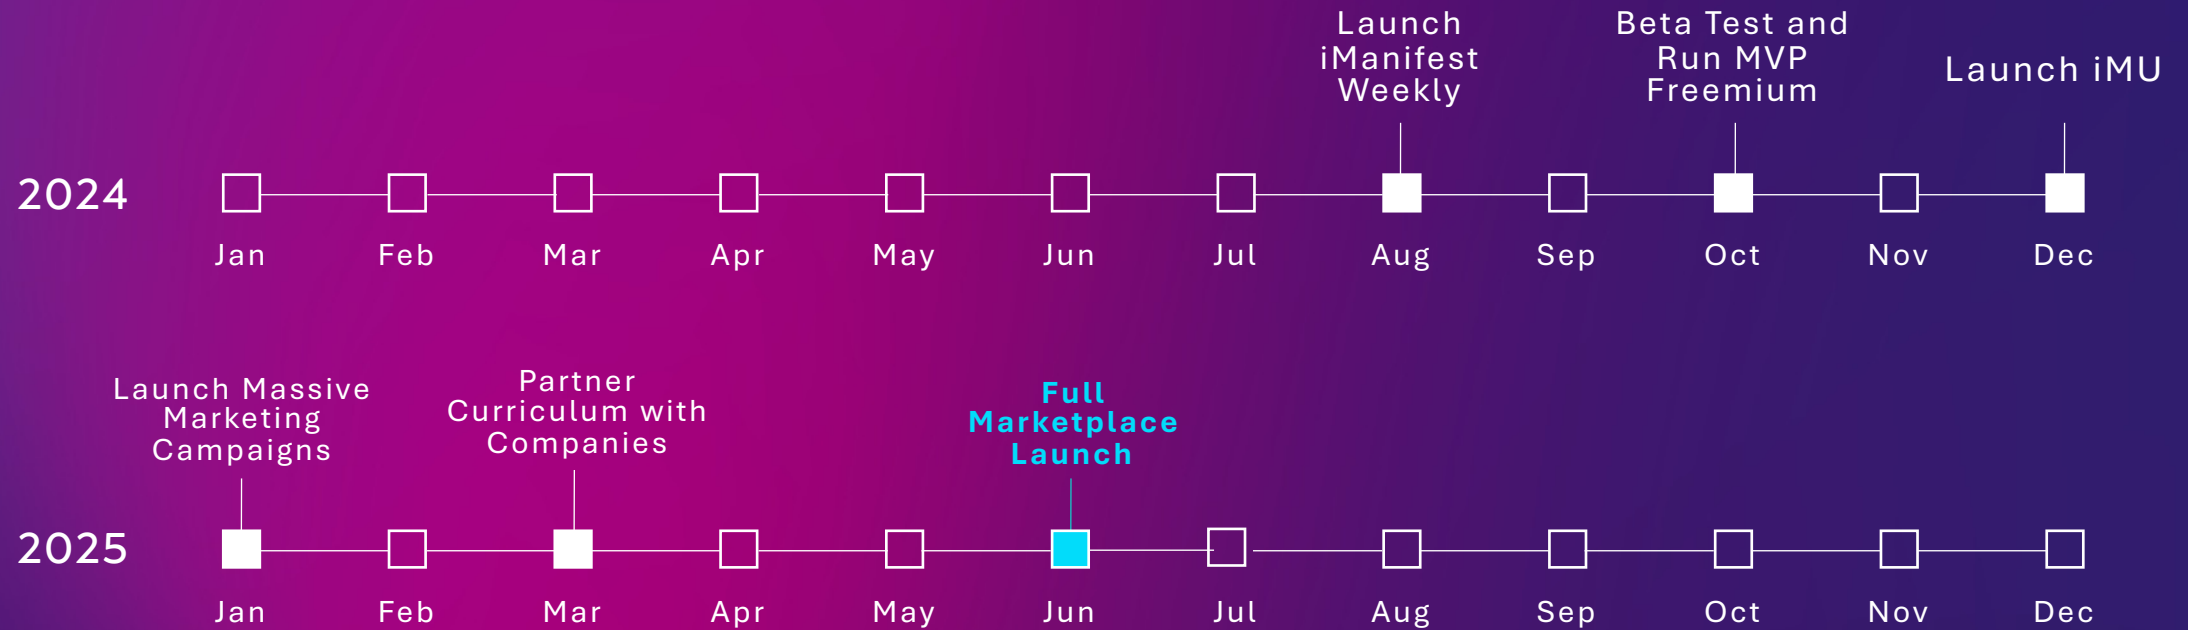 Launch
iManifest
Weekly
Beta Test and
Run MVP
Freemium
Launch iMU
2024
Jan Feb Mar Apr May Jun Jul Aug Sep Oct Nov Dec
Launch Massive
Marketing
Campaigns
Partner
Curriculum with
Companies
Full
Marketplace
Launch
2025
Jan Feb Mar Apr May Jun Jul Aug Sep Oct Nov Dec